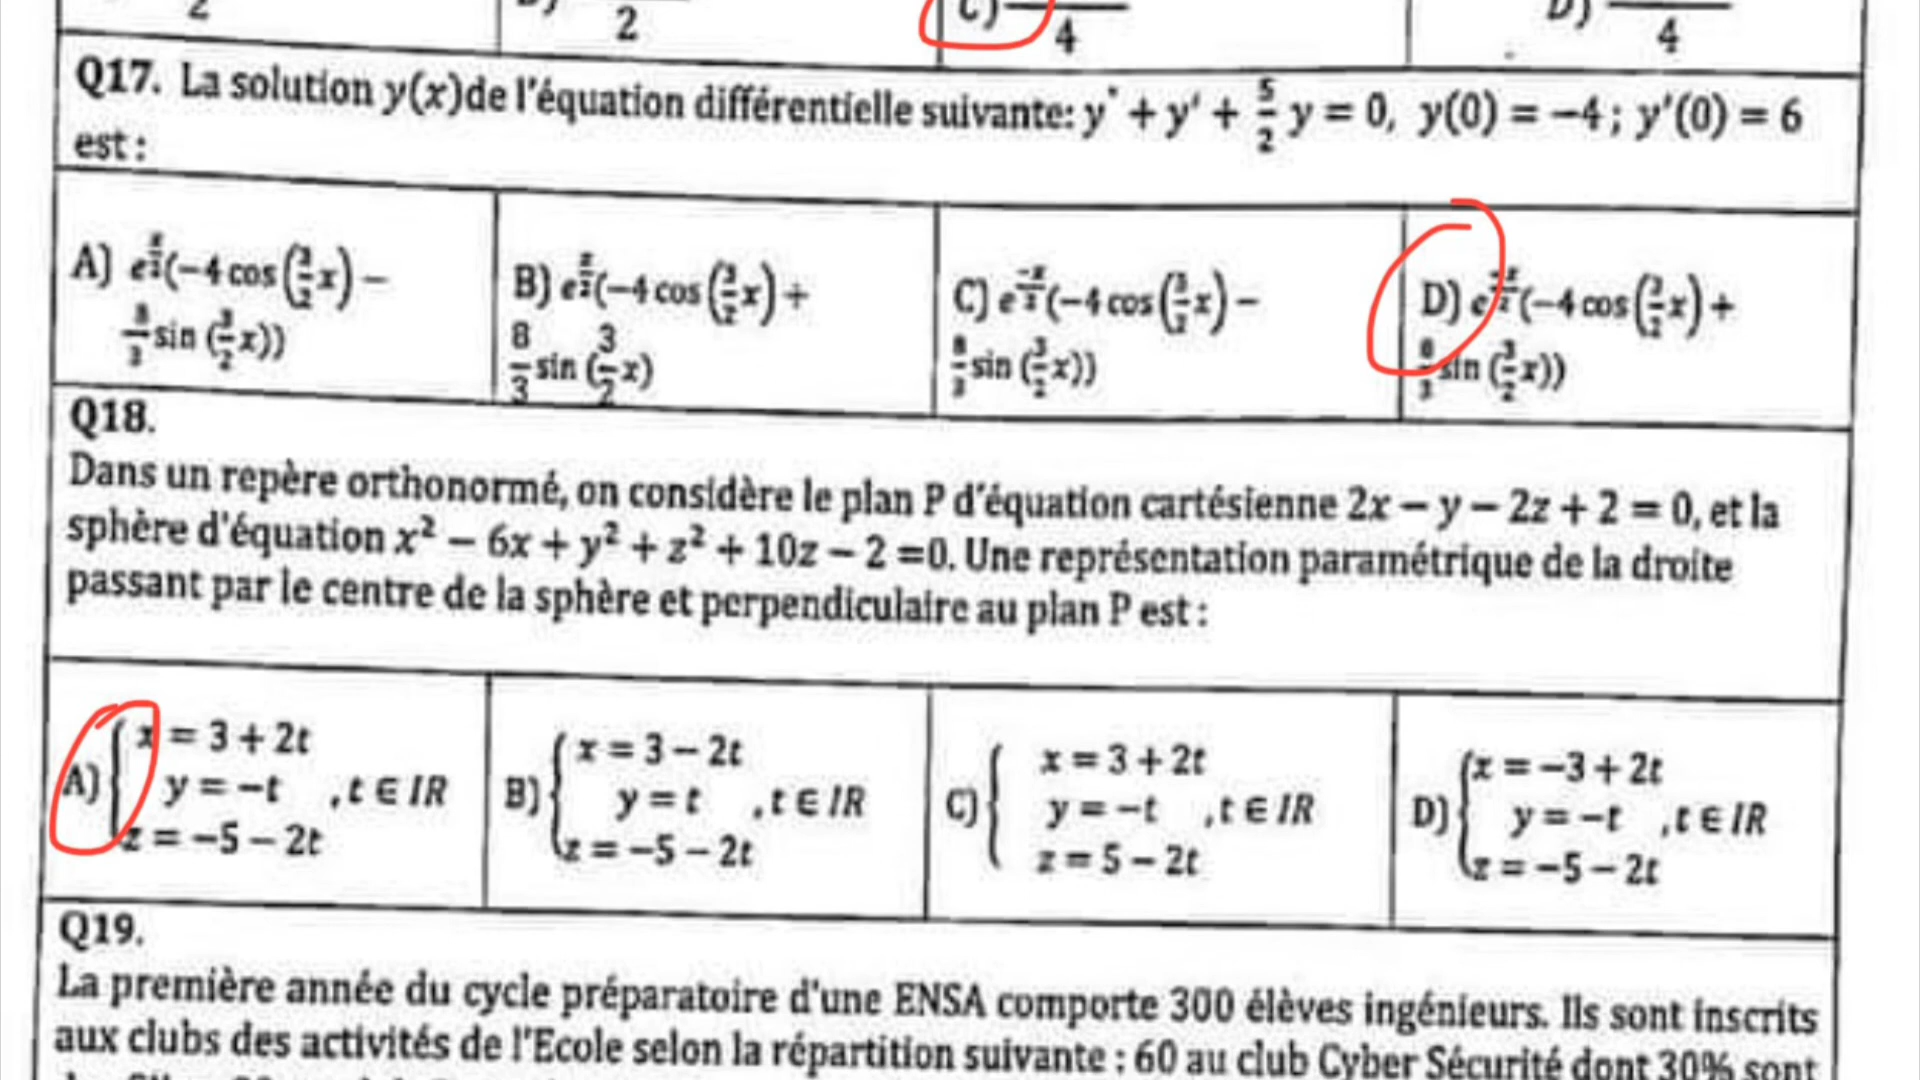 2
2
C)
4
D)
4
Q17. La solution y(x)de l'équation différentielle suivante: y" + y' + 5/2 y = 0, y(0) = −4 ; y'(0) = 6
est :
A) e^{x/2}(−4 cos (3/2 x) −
8/3 sin (3/2 x))
B) e^{x/2}(−4 cos (3/2 x) +
8/3 sin (3/2 x)
C) e^{-x/2}(−4 cos (3/2 x) −
8/3 sin (3/2 x))
D) e^{-x/2}(−4 cos (3/2 x) +
8/3 sin (3/2 x))
Q18.
Dans un repère orthonormé, on considère le plan P d'équation cartésienne 2x − y − 2z + 2 = 0, et la
sphère d'équation x² − 6x + y² + z² + 10z − 2 =0. Une représentation paramétrique de la droite
passant par le centre de la sphère et perpendiculaire au plan P est :
A) { x = 3 + 2t
y = −t , t ∈ IR
z = −5 − 2t
B) { x = 3 − 2t
y = t , t ∈ IR
z = −5 − 2t
C) { x = 3 + 2t
y = −t , t ∈ IR
z = 5 − 2t
D) { x = −3 + 2t
y = −t , t ∈ IR
z = −5 − 2t
Q19.
La première année du cycle préparatoire d'une ENSA comporte 300 élèves ingénieurs. Ils sont inscrits
aux clubs des activités de l'Ecole selon la répartition suivante : 60 au club Cyber Sécurité dont 30% sont